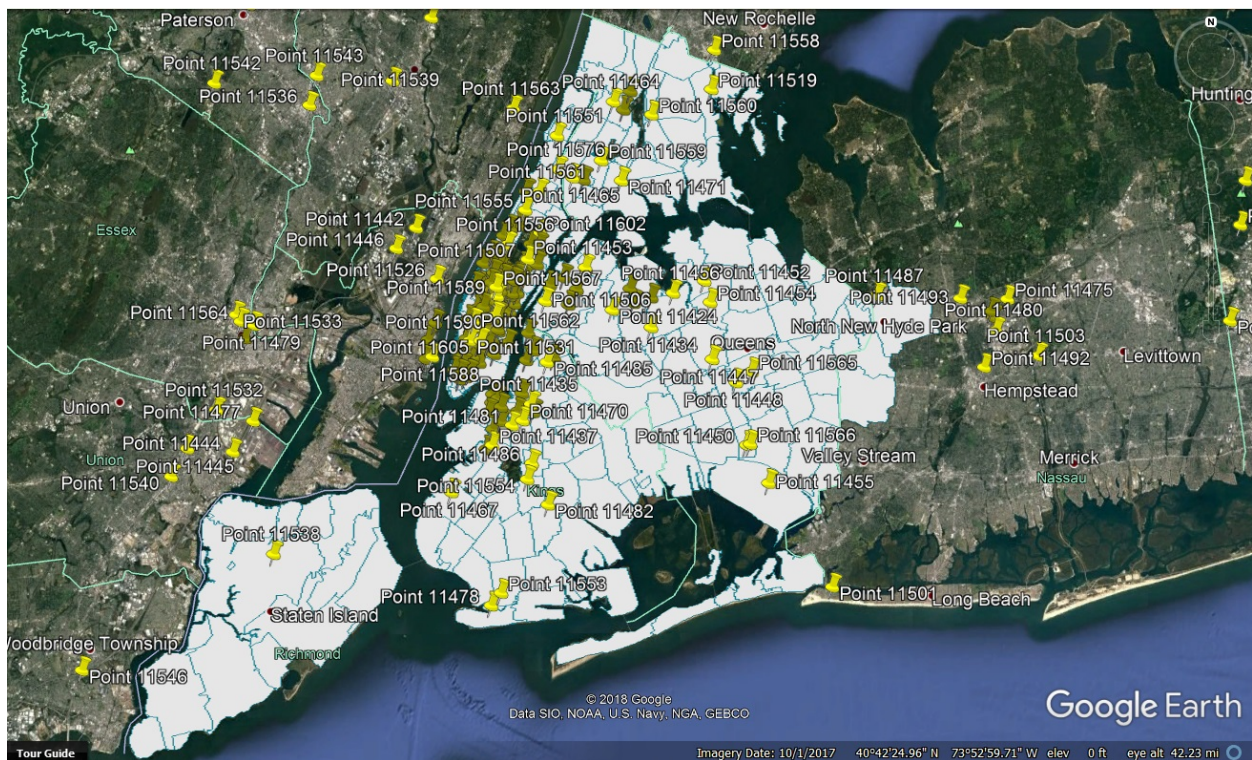 Paterson
New Rochelle
N
Point 11558
Point 11543
Point 11542
Point 11539
Point 11536
Point 11563
Point 11464
Point 11519
Hunting
Point 11551
Point 11560
Point 11576
Point 11559
Point 11561
Point 11471
Point 11555
Point 11465
Point 11442
Point 11556
Point 11602
Essex
Point 11446
Point 11507
Point 11453
Point 11526
Point 11567
Point 11456
Point 11452
Point 11487
Point 11589
Point 11506
Point 11454
Point 11493
Point 11475
Point 11564
Point 11533
Point 11590
Point 11562
Point 11424
Point 11480
North New Hyde Park
Point 11479
Point 11605
Point 11531
Point 11434
Queens
Point 11503
Point 11492
Levittown
Point 11588
Point 11485
Point 11565
Point 11532
Point 11435
Point 11447
Hempstead
Union
Point 11477
Point 11481
Point 11470
Point 11448
Point 11444
Point 11437
Point 11450
Point 11566
Union
Point 11445
Point 11486
Valley Stream
Merrick
Point 11540
Point 11554
Kings
Point 11455
Nassau
Point 11467
Point 11482
Point 11538
Point 11553
Point 11478
Point 11501
Long Beach
Staten Island
Woodbridge Township
Richmond
Point 11546
© 2018 Google
Data SIO, NOAA, U.S. Navy, NGA, GEBCO
Google Earth
Tour Guide
Imagery Date: 10/1/2017 40°42'24.96" N 73°52'59.71" W elev 0 ft eye alt 42.23 mi